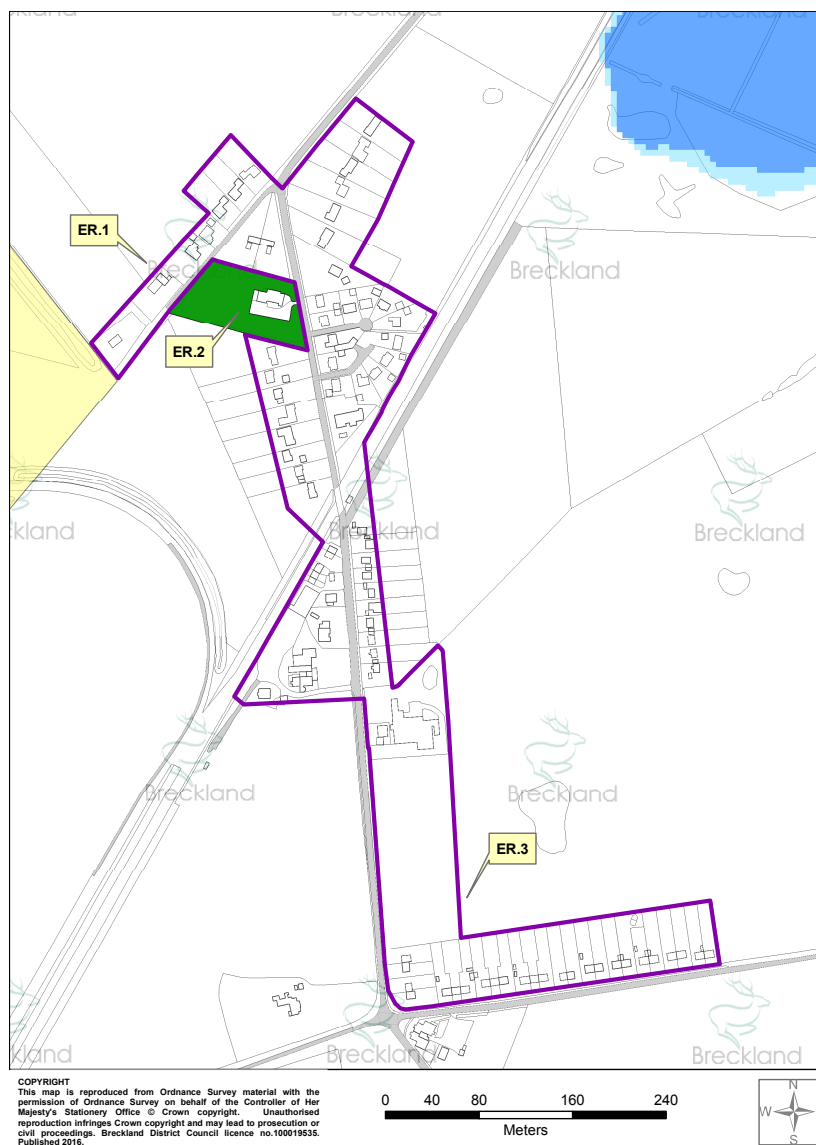 Breckland
Breckland
Breckland
ER.1
Breckland
Breckland
ER.2
ckland
Breckland
Breckland
Breckland
Breckland
ER.3
ckland
Breckland
Breckland
COPYRIGHT
This map is reproduced from Ordnance Survey material with the
permission of Ordnance Survey on behalf of the Controller of Her
Majesty's Stationery Office © Crown copyright. Unauthorised
reproduction infringes Crown copyright and may lead to prosecution or
civil proceedings. Breckland District Council licence no.100019535.
Published 2016.
0 40 80 160 240
Meters
N
W E
S